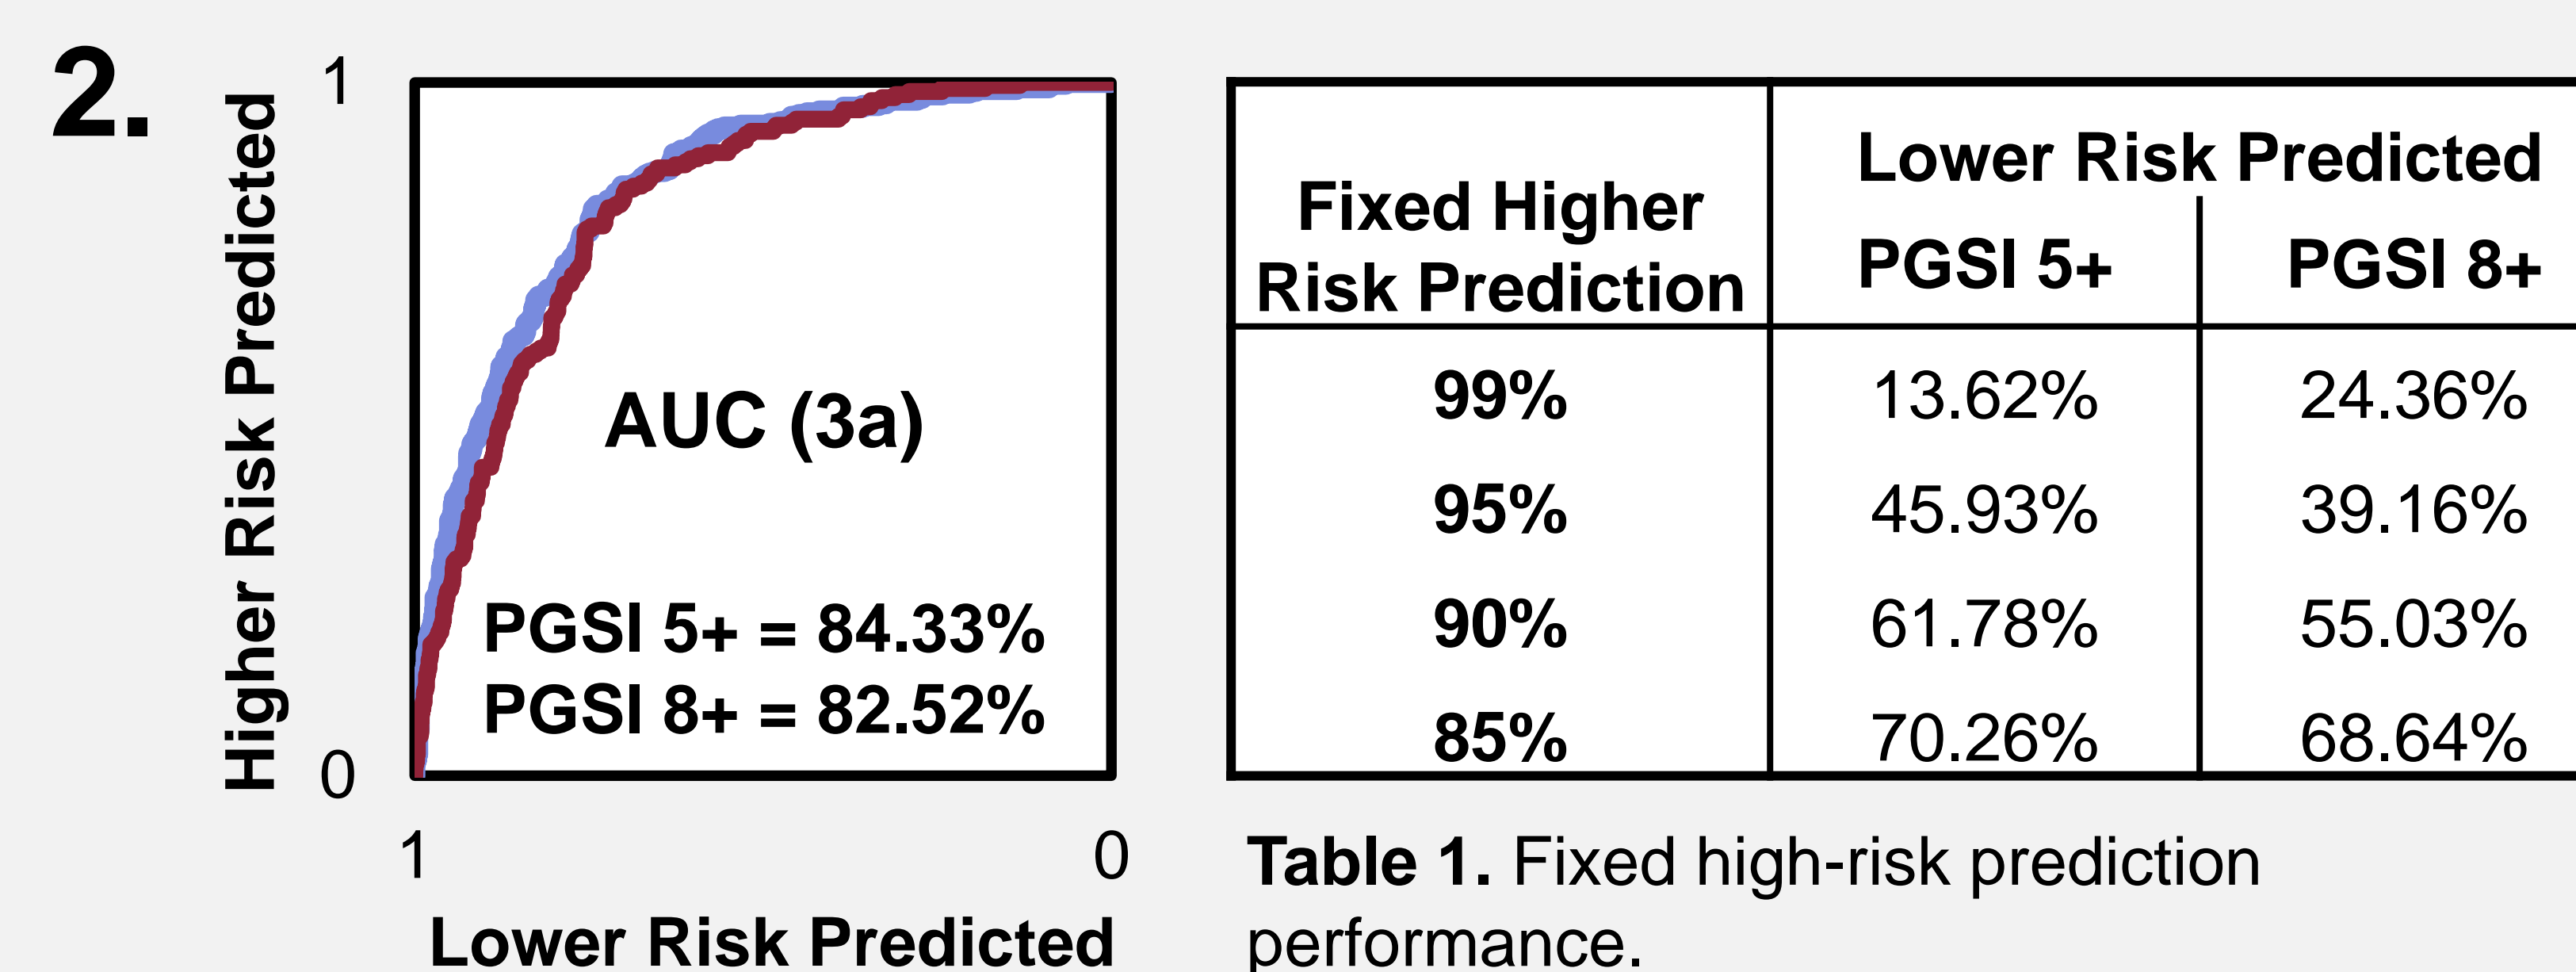 2.
Higher Risk Predicted
1
0
AUC (3a)
PGSI 5+ = 84.33%
PGSI 8+ = 82.52%
1 0
Lower Risk Predicted
Fixed Higher
Risk Prediction
Lower Risk Predicted
PGSI 5+ PGSI 8+
99% 13.62% 24.36%
95% 45.93% 39.16%
90% 61.78% 55.03%
85% 70.26% 68.64%
Table 1. Fixed high-risk prediction
performance.